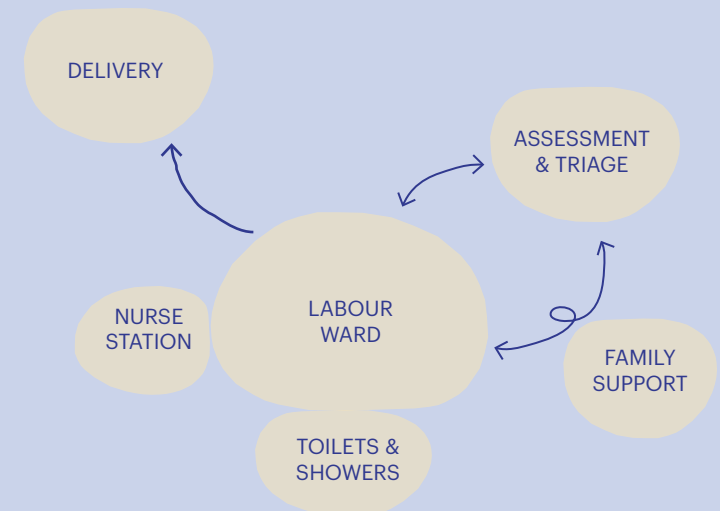 DELIVERY
ASSESSMENT
& TRIAGE
LABOUR
WARD
NURSE
STATION
FAMILY
SUPPORT
TOILETS &
SHOWERS